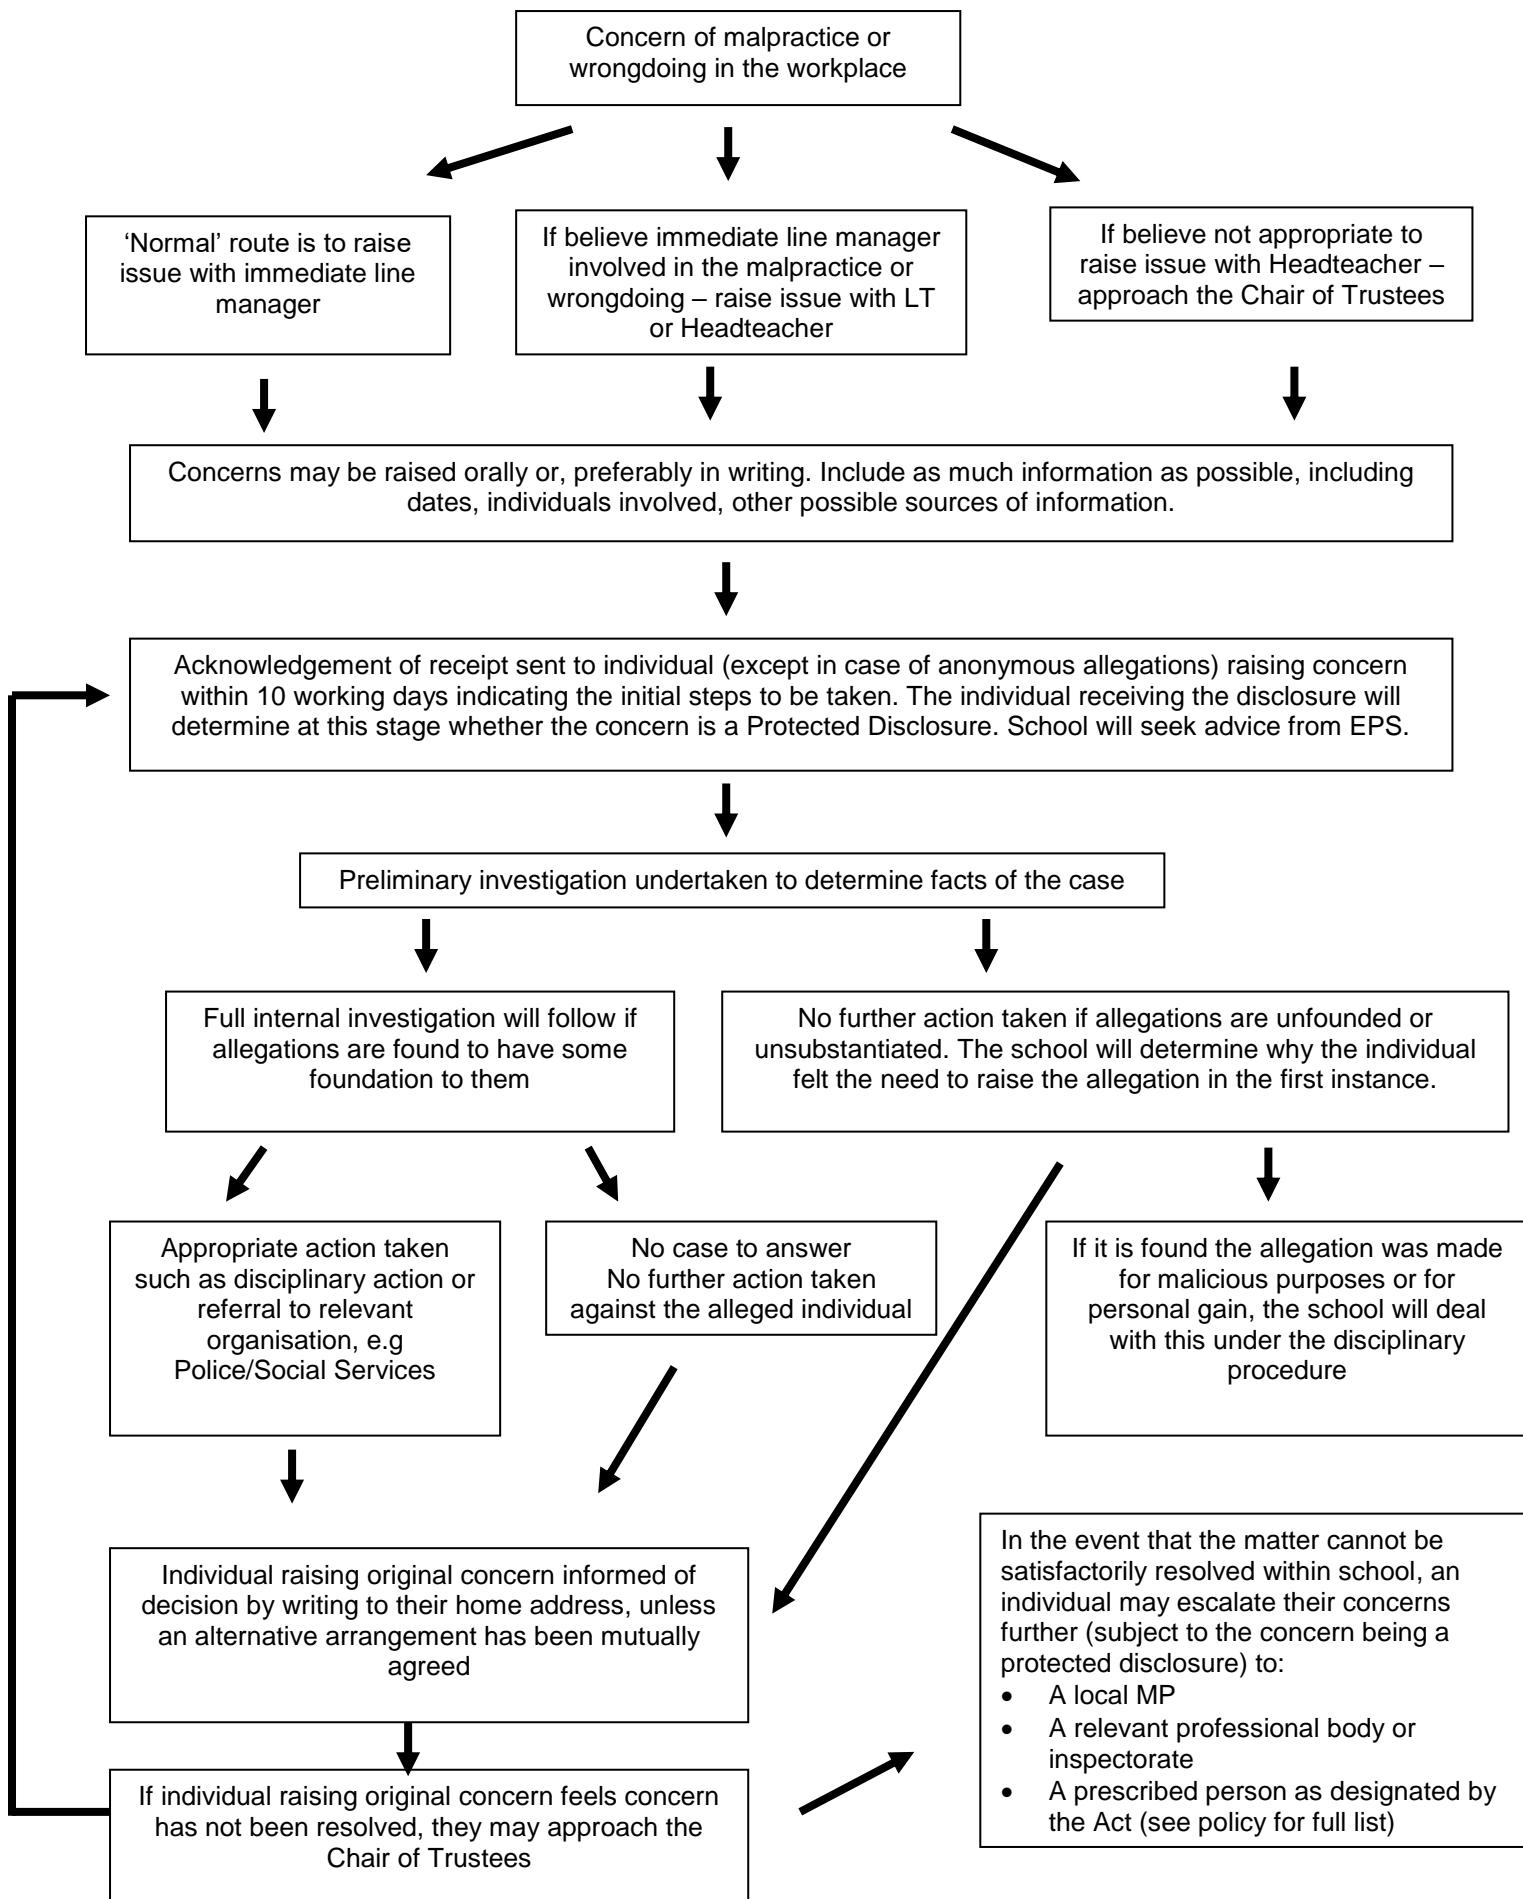 Concern of malpractice or
wrongdoing in the workplace
‘Normal’ route is to raise
issue with immediate line
manager
If believe immediate line manager
involved in the malpractice or
wrongdoing – raise issue with LT
or Headteacher
If believe not appropriate to
raise issue with Headteacher –
approach the Chair of Trustees
Concerns may be raised orally or, preferably in writing. Include as much information as possible, including
dates, individuals involved, other possible sources of information.
Acknowledgement of receipt sent to individual (except in case of anonymous allegations) raising concern
within 10 working days indicating the initial steps to be taken. The individual receiving the disclosure will
determine at this stage whether the concern is a Protected Disclosure. School will seek advice from EPS.
Preliminary investigation undertaken to determine facts of the case
Full internal investigation will follow if
allegations are found to have some
foundation to them
No further action taken if allegations are unfounded or
unsubstantiated. The school will determine why the individual
felt the need to raise the allegation in the first instance.
Appropriate action taken
such as disciplinary action or
referral to relevant
organisation, e.g
Police/Social Services
No case to answer
No further action taken
against the alleged individual
If it is found the allegation was made
for malicious purposes or for
personal gain, the school will deal
with this under the disciplinary
procedure
Individual raising original concern informed of
decision by writing to their home address, unless
an alternative arrangement has been mutually
agreed
In the event that the matter cannot be
satisfactorily resolved within school, an
individual may escalate their concerns
further (subject to the concern being a
protected disclosure) to:
• A local MP
• A relevant professional body or
inspectorate
• A prescribed person as designated by
the Act (see policy for full list)
If individual raising original concern feels concern
has not been resolved, they may approach the
Chair of Trustees